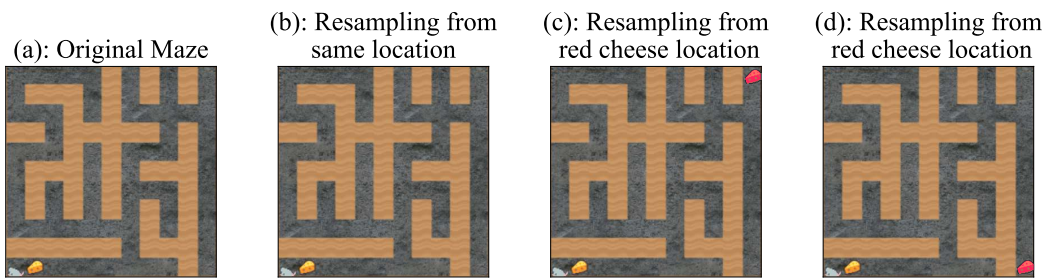 (a): Original Maze
(b): Resampling from
same location
(c): Resampling from
red cheese location
(d): Resampling from
red cheese location